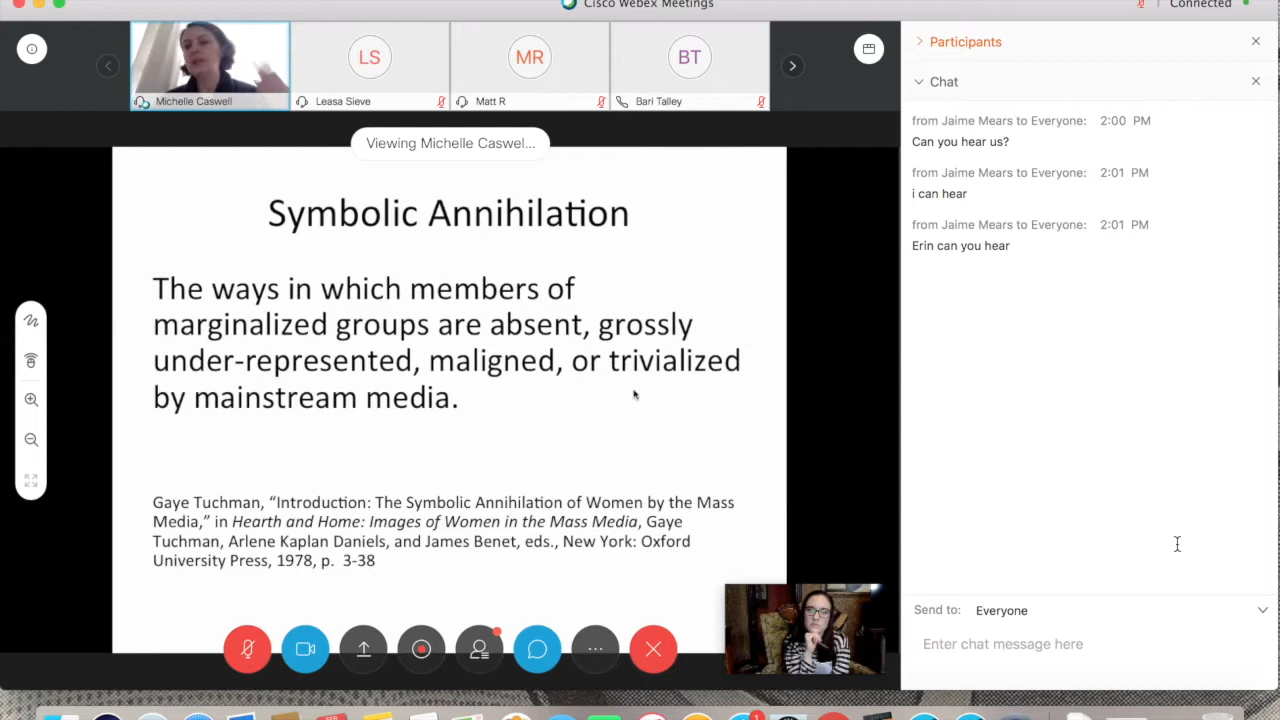 Cisco Webex Meetings
Connected
LS
MR
BT
Michelle Caswell
Leasa Sieve
Matt R
Bari Talley
Viewing Michelle Caswel...
Symbolic Annihilation
The ways in which members of
marginalized groups are absent, grossly
under-represented, maligned, or trivialized
by mainstream media.
Gaye Tuchman, “Introduction: The Symbolic Annihilation of Women by the Mass
Media,” in Hearth and Home: Images of Women in the Mass Media, Gaye
Tuchman, Arlene Kaplan Daniels, and James Benet, eds., New York: Oxford
University Press, 1978, p. 3-38
Participants
Chat
from Jaime Mears to Everyone: 2:00 PM
Can you hear us?
from Jaime Mears to Everyone: 2:01 PM
i can hear
from Jaime Mears to Everyone: 2:01 PM
Erin can you hear
Send to: Everyone
Enter chat message here